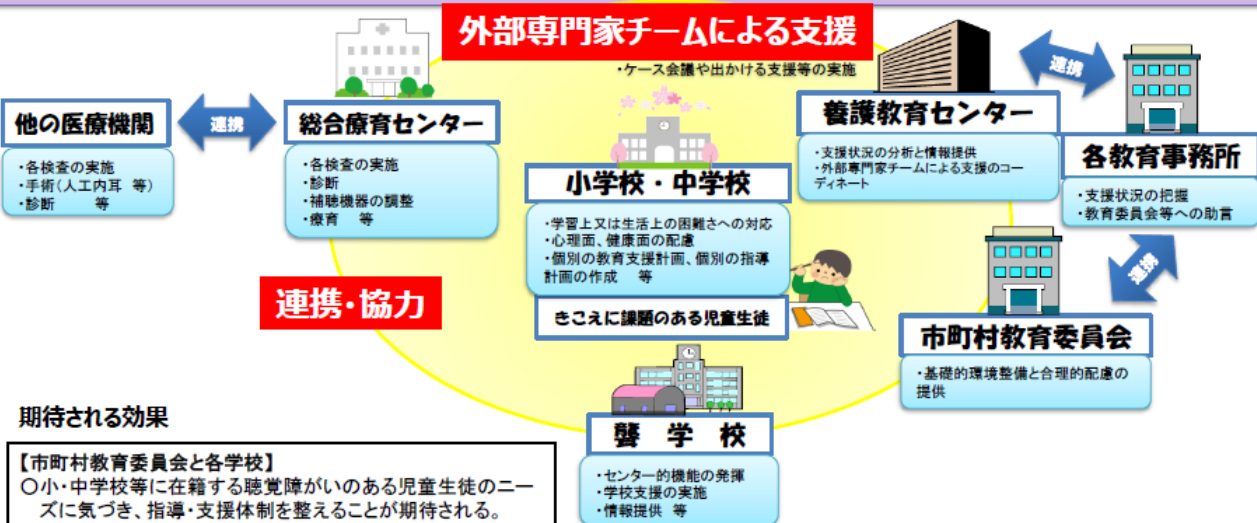 外部専門家チームによる支援
・ケース会議や出かける支援等の実施
他の医療機関
・各検査の実施
・手術(人工内耳 等)
・診断 等
連携
総合療育センター
・各検査の実施
・診断
・補聴機器の調整
・療育 等
小学校・中学校
・学習上又は生活上の困難さへの対応
・心理面、健康面の配慮
・個別の教育支援計画、個別の指導
計画の作成 等
きこえに課題のある児童生徒
養護教育センター
・支援状況の分析と情報提供
・外部専門家チームによる支援のコー
ディネート
連携
各教育事務所
・支援状況の把握
・教育委員会等への助言
連携
市町村教育委員会
・基礎的環境整備と合理的配慮の
提供
連携・協力
聾学校
・センター的機能の発揮
・学校支援の実施
・情報提供 等
期待される効果
【市町村教育委員会と各学校】
○小・中学校等に在籍する聴覚障がいのある児童生徒のニー
ズに気づき、指導・支援体制を整えることが期待される。